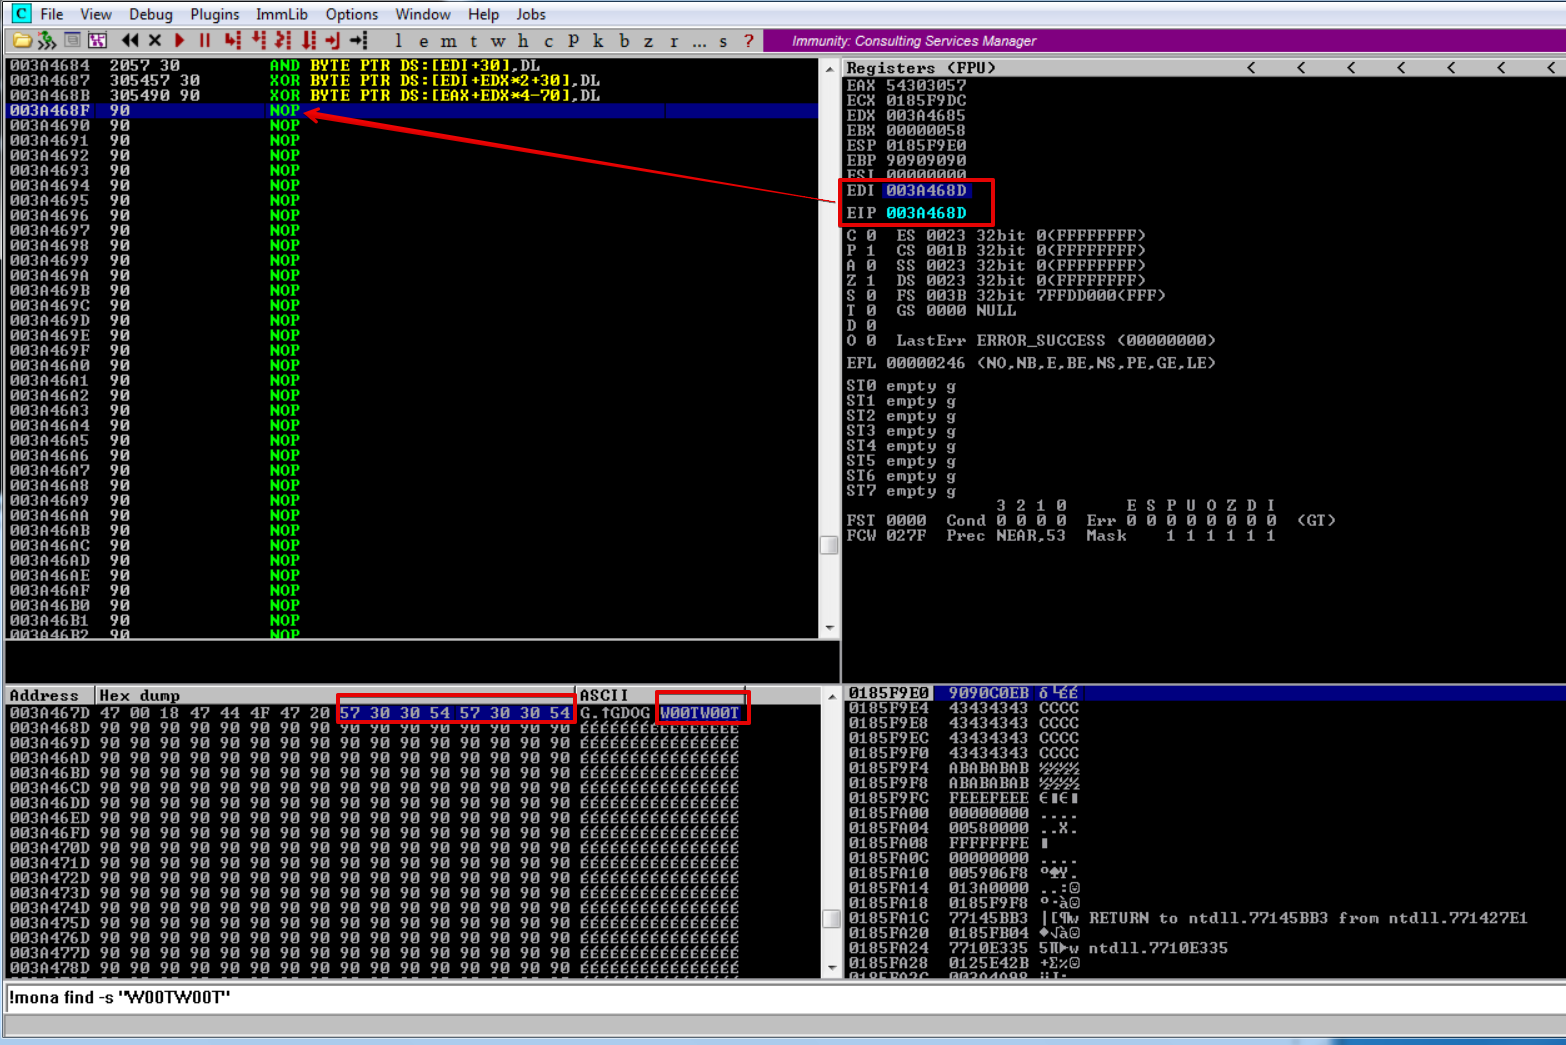 C File View Debug Plugins ImmLib Options Window Help Jobs
l e m t w h c P k b z r ... s ?
Immunity: Consulting Services Manager
003A4684 2057 30 AND BYTE PTR DS:[EDI+30],DL
003A4687 305457 30 XOR BYTE PTR DS:[EDI+EDX*2+30],DL
003A468B 305490 90 XOR BYTE PTR DS:[EAX+EDX*4-70],DL
003A468F 90 NOP
003A4690 90 NOP
003A4691 90 NOP
003A4692 90 NOP
003A4693 90 NOP
003A4694 90 NOP
003A4695 90 NOP
003A4696 90 NOP
003A4697 90 NOP
003A4698 90 NOP
003A4699 90 NOP
003A469A 90 NOP
003A469B 90 NOP
003A469C 90 NOP
003A469D 90 NOP
003A469E 90 NOP
003A469F 90 NOP
003A46A0 90 NOP
003A46A1 90 NOP
003A46A2 90 NOP
003A46A3 90 NOP
003A46A4 90 NOP
003A46A5 90 NOP
003A46A6 90 NOP
003A46A7 90 NOP
003A46A8 90 NOP
003A46A9 90 NOP
003A46AA 90 NOP
003A46AB 90 NOP
003A46AC 90 NOP
003A46AD 90 NOP
003A46AE 90 NOP
003A46AF 90 NOP
003A46B0 90 NOP
003A46B1 90 NOP
003A46B2 90 NOP
Registers (FPU) < < < < < < <
EAX 54303057
ECX 0185F9DC
EDX 003A4685
EBX 00000058
ESP 0185F9E0
EBP 90909090
ESI 00000000
EDI 003A468D
EIP 003A468D
C 0 ES 0023 32bit 0(FFFFFFFF)
P 1 CS 001B 32bit 0(FFFFFFFF)
A 0 SS 0023 32bit 0(FFFFFFFF)
Z 1 DS 0023 32bit 0(FFFFFFFF)
S 0 FS 003B 32bit 7FFDD000(FFF)
T 0 GS 0000 NULL
D 0
O 0 LastErr ERROR_SUCCESS (00000000)
EFL 00000246 (NO,NB,E,BE,NS,PE,GE,LE)
ST0 empty g
ST1 empty g
ST2 empty g
ST3 empty g
ST4 empty g
ST5 empty g
ST6 empty g
ST7 empty g
3 2 1 0 E S P U O Z D I
FST 0000 Cond 0 0 0 0 Err 0 0 0 0 0 0 0 0 (GT)
FCW 027F Prec NEAR,53 Mask 1 1 1 1 1 1
Address Hex dump ASCII
003A467D 47 00 18 47 44 4F 47 20 57 30 30 54 57 30 30 54 G.↑GDOG W00TW00T
003A468D 90 90 90 90 90 90 90 90 90 90 90 90 90 90 90 90 ÉÉÉÉÉÉÉÉÉÉÉÉÉÉÉÉ
003A469D 90 90 90 90 90 90 90 90 90 90 90 90 90 90 90 90 ÉÉÉÉÉÉÉÉÉÉÉÉÉÉÉÉ
003A46AD 90 90 90 90 90 90 90 90 90 90 90 90 90 90 90 90 ÉÉÉÉÉÉÉÉÉÉÉÉÉÉÉÉ
003A46BD 90 90 90 90 90 90 90 90 90 90 90 90 90 90 90 90 ÉÉÉÉÉÉÉÉÉÉÉÉÉÉÉÉ
003A46CD 90 90 90 90 90 90 90 90 90 90 90 90 90 90 90 90 ÉÉÉÉÉÉÉÉÉÉÉÉÉÉÉÉ
003A46DD 90 90 90 90 90 90 90 90 90 90 90 90 90 90 90 90 ÉÉÉÉÉÉÉÉÉÉÉÉÉÉÉÉ
003A46ED 90 90 90 90 90 90 90 90 90 90 90 90 90 90 90 90 ÉÉÉÉÉÉÉÉÉÉÉÉÉÉÉÉ
003A46FD 90 90 90 90 90 90 90 90 90 90 90 90 90 90 90 90 ÉÉÉÉÉÉÉÉÉÉÉÉÉÉÉÉ
003A470D 90 90 90 90 90 90 90 90 90 90 90 90 90 90 90 90 ÉÉÉÉÉÉÉÉÉÉÉÉÉÉÉÉ
003A471D 90 90 90 90 90 90 90 90 90 90 90 90 90 90 90 90 ÉÉÉÉÉÉÉÉÉÉÉÉÉÉÉÉ
003A472D 90 90 90 90 90 90 90 90 90 90 90 90 90 90 90 90 ÉÉÉÉÉÉÉÉÉÉÉÉÉÉÉÉ
003A473D 90 90 90 90 90 90 90 90 90 90 90 90 90 90 90 90 ÉÉÉÉÉÉÉÉÉÉÉÉÉÉÉÉ
003A474D 90 90 90 90 90 90 90 90 90 90 90 90 90 90 90 90 ÉÉÉÉÉÉÉÉÉÉÉÉÉÉÉÉ
003A475D 90 90 90 90 90 90 90 90 90 90 90 90 90 90 90 90 ÉÉÉÉÉÉÉÉÉÉÉÉÉÉÉÉ
003A476D 90 90 90 90 90 90 90 90 90 90 90 90 90 90 90 90 ÉÉÉÉÉÉÉÉÉÉÉÉÉÉÉÉ
003A477D 90 90 90 90 90 90 90 90 90 90 90 90 90 90 90 90 ÉÉÉÉÉÉÉÉÉÉÉÉÉÉÉÉ
003A478D 90 90 90 90 90 90 90 90 90 90 90 90 90 90 90 90 ÉÉÉÉÉÉÉÉÉÉÉÉÉÉÉÉ
0185F9E0 9090C0EB δ└ÉÉ
0185F9E4 43434343 CCCC
0185F9E8 43434343 CCCC
0185F9EC 43434343 CCCC
0185F9F0 43434343 CCCC
0185F9F4 ABABABAB ½½½½
0185F9F8 ABABABAB ½½½½
0185F9FC FEEEFEEE
0185FA00 00000000 ....
0185FA04 00580000 ..X.
0185FA08 FFFFFFFE
0185FA0C 00000000 ....
0185FA10 005906F8 °♠Y.
0185FA14 013A0000 ..:☺
0185FA18 0185F9F8 °·à☺
0185FA1C 77145BB3 |[¶w RETURN to ntdll.77145BB3 from ntdll.771427E1
0185FA20 0185FB04 ♦√à☺
0185FA24 7710E335 5π►w ntdll.7710E335
0185FA28 0125E42B +Σ%☺
0185FA2C 003A4A98
!mona find -s "W00TW00T"